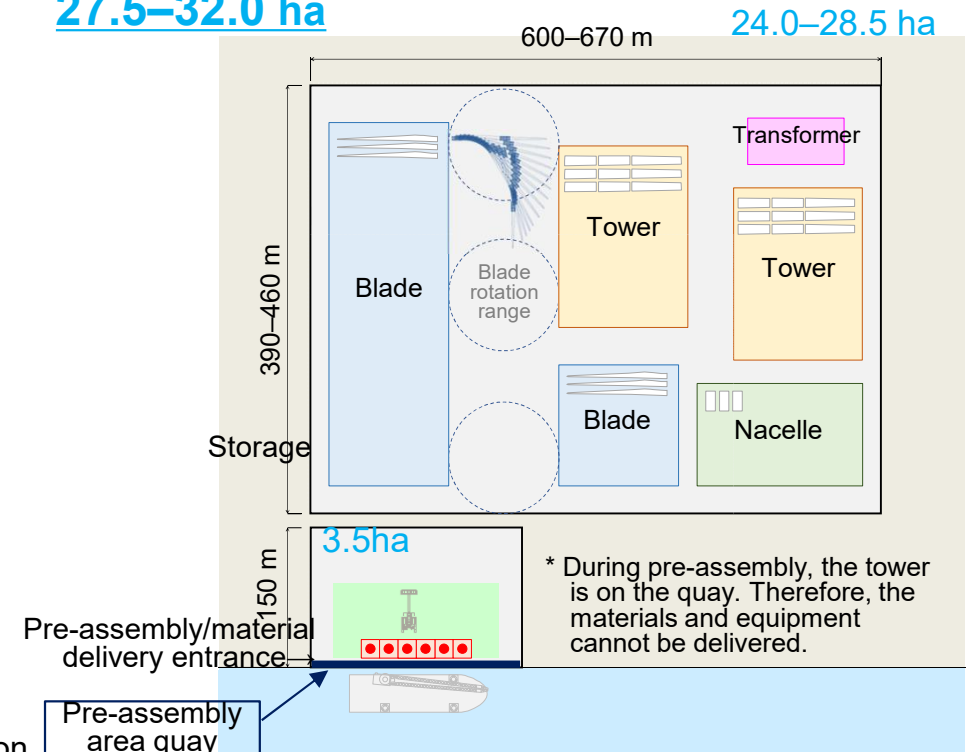 27.5–32.0 ha
24.0–28.5 ha
600–670 m
Transformer
Tower
Tower
Blade
Blade
rotation
range
390–460 m
Blade
Nacelle
Storage
3.5ha
150 m
* During pre-assembly, the tower
is on the quay. Therefore, the
materials and equipment
cannot be delivered.
Pre-assembly/material
delivery entrance
Pre-assembly
area quay
on